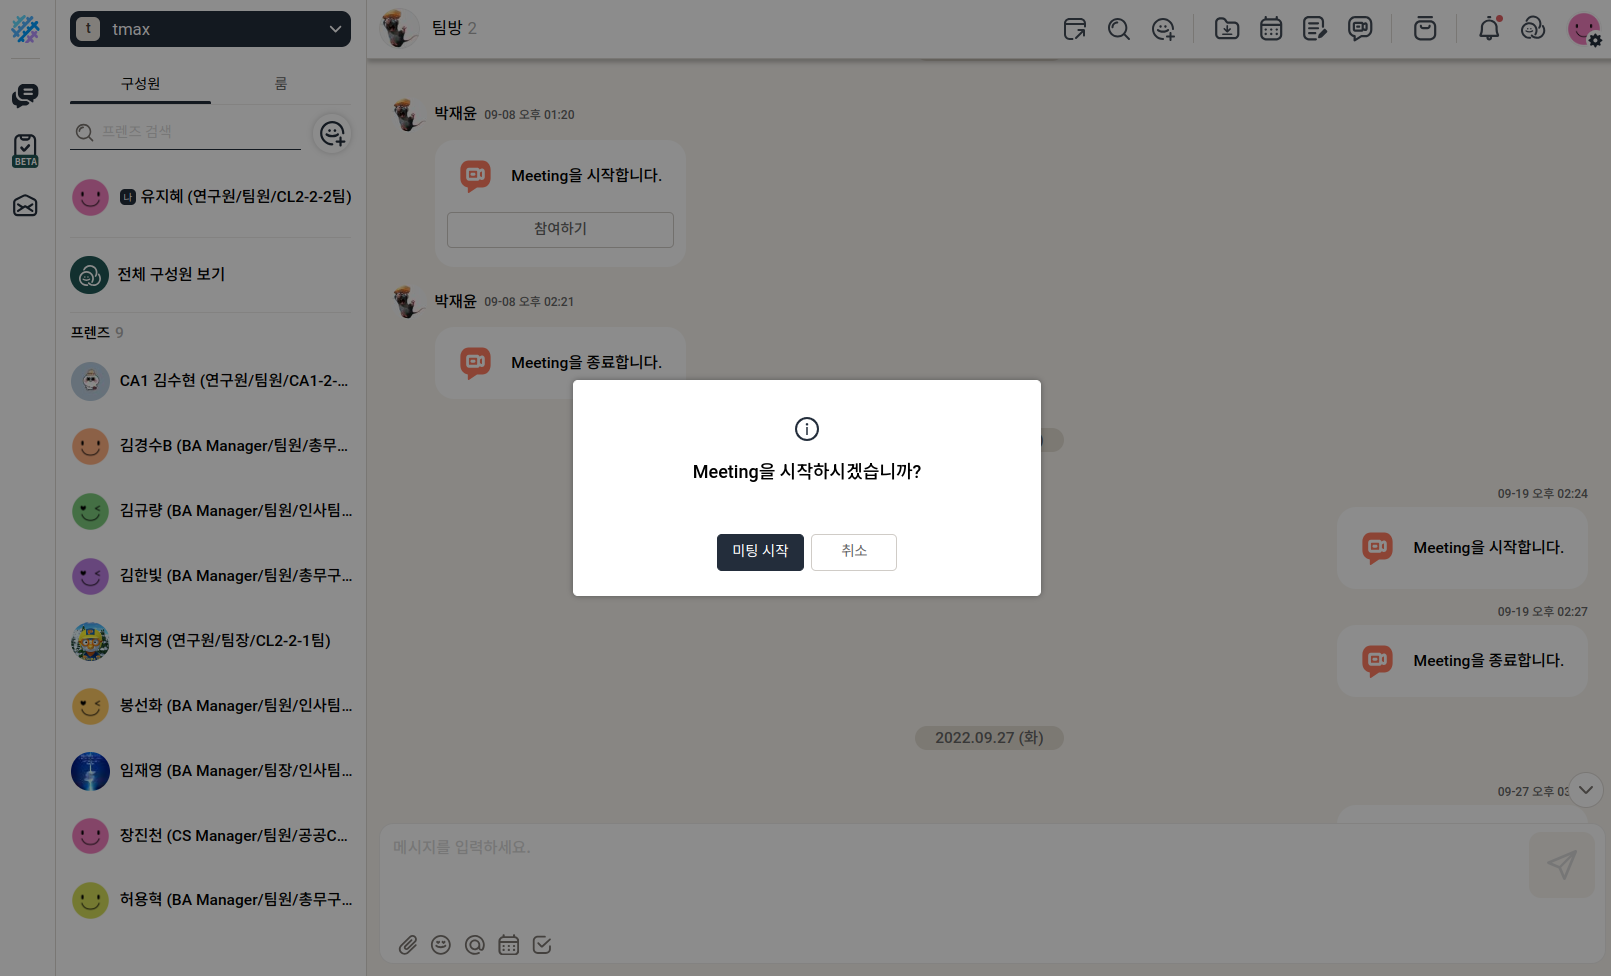 t tmax
구성원 룸
프렌즈 검색
BETA
나 유지혜 (연구원/팀원/CL2-2-2팀)
전체 구성원 보기
프렌즈 9
CA1 김수현 (연구원/팀원/CA1-2-...
김경수B (BA Manager/팀원/총무...
김규량 (BA Manager/팀원/인사팀...
김한빛 (BA Manager/팀원/총무구...
박지영 (연구원/팀장/CL2-2-1팀)
봉선화 (BA Manager/팀원/인사팀...
임재영 (BA Manager/팀장/인사팀...
장진천 (CS Manager/팀원/공공C...
허용혁 (BA Manager/팀원/총무구...
팀방 2
박재윤 09-08 오후 01:20
Meeting을 시작합니다.
참여하기
박재윤 09-08 오후 02:21
Meeting을 종료합니다.
Meeting을 시작하시겠습니까?
미팅 시작 취소
09-19 오후 02:24
Meeting을 시작합니다.
09-19 오후 02:27
Meeting을 종료합니다.
2022.09.27 (화)
09-27 오후
메시지를 입력하세요.